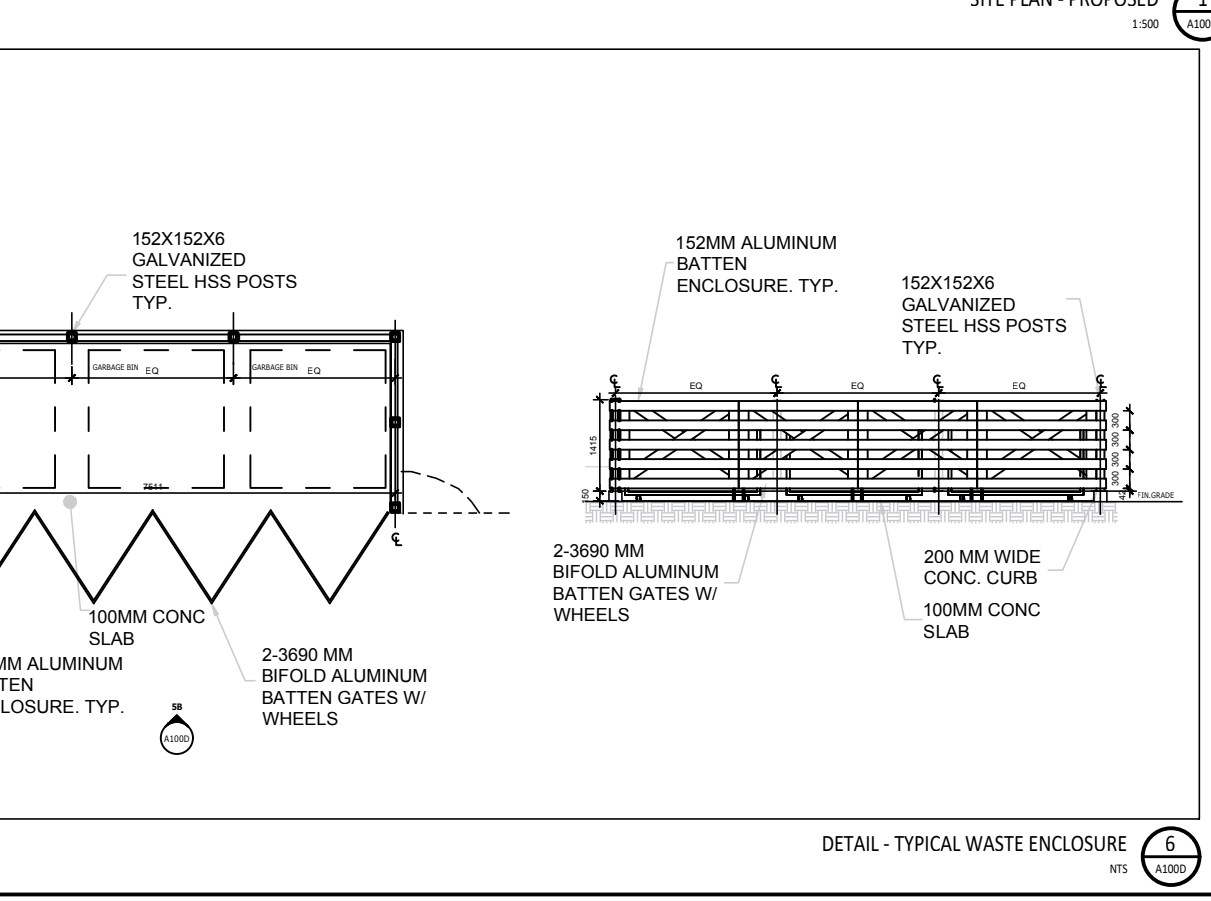 SITE PLAN - PROPOSED
1
1:500
A100
152X152X6
GALVANIZED
STEEL HSS POSTS
TYP.
GARBAGE BIN
EQ
GARBAGE BIN
EQ
7511
℄
100MM CONC
SLAB
MM ALUMINUM
TEN
LOSURE. TYP.
2-3690 MM
BIFOLD ALUMINUM
BATTEN GATES W/
WHEELS
5B
A100D
152MM ALUMINUM
BATTEN
ENCLOSURE. TYP.
152X152X6
GALVANIZED
STEEL HSS POSTS
TYP.
℄ ℄ ℄ ℄
EQ EQ EQ
1415
300
300
300
300
FIN.GRADE
2-3690 MM
BIFOLD ALUMINUM
BATTEN GATES W/
WHEELS
200 MM WIDE
CONC. CURB
100MM CONC
SLAB
DETAIL - TYPICAL WASTE ENCLOSURE
6
NTS
A100D